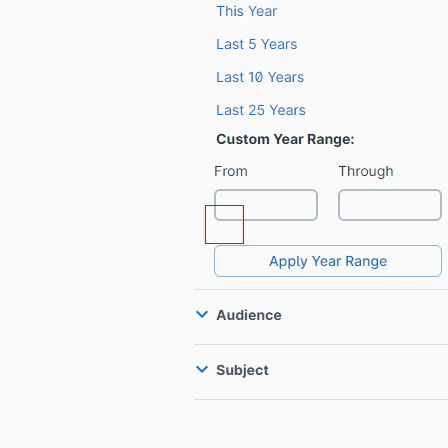 This Year
Last 5 Years
Last 10 Years
Last 25 Years
Custom Year Range:
From Through
Apply Year Range
Audience
Subject